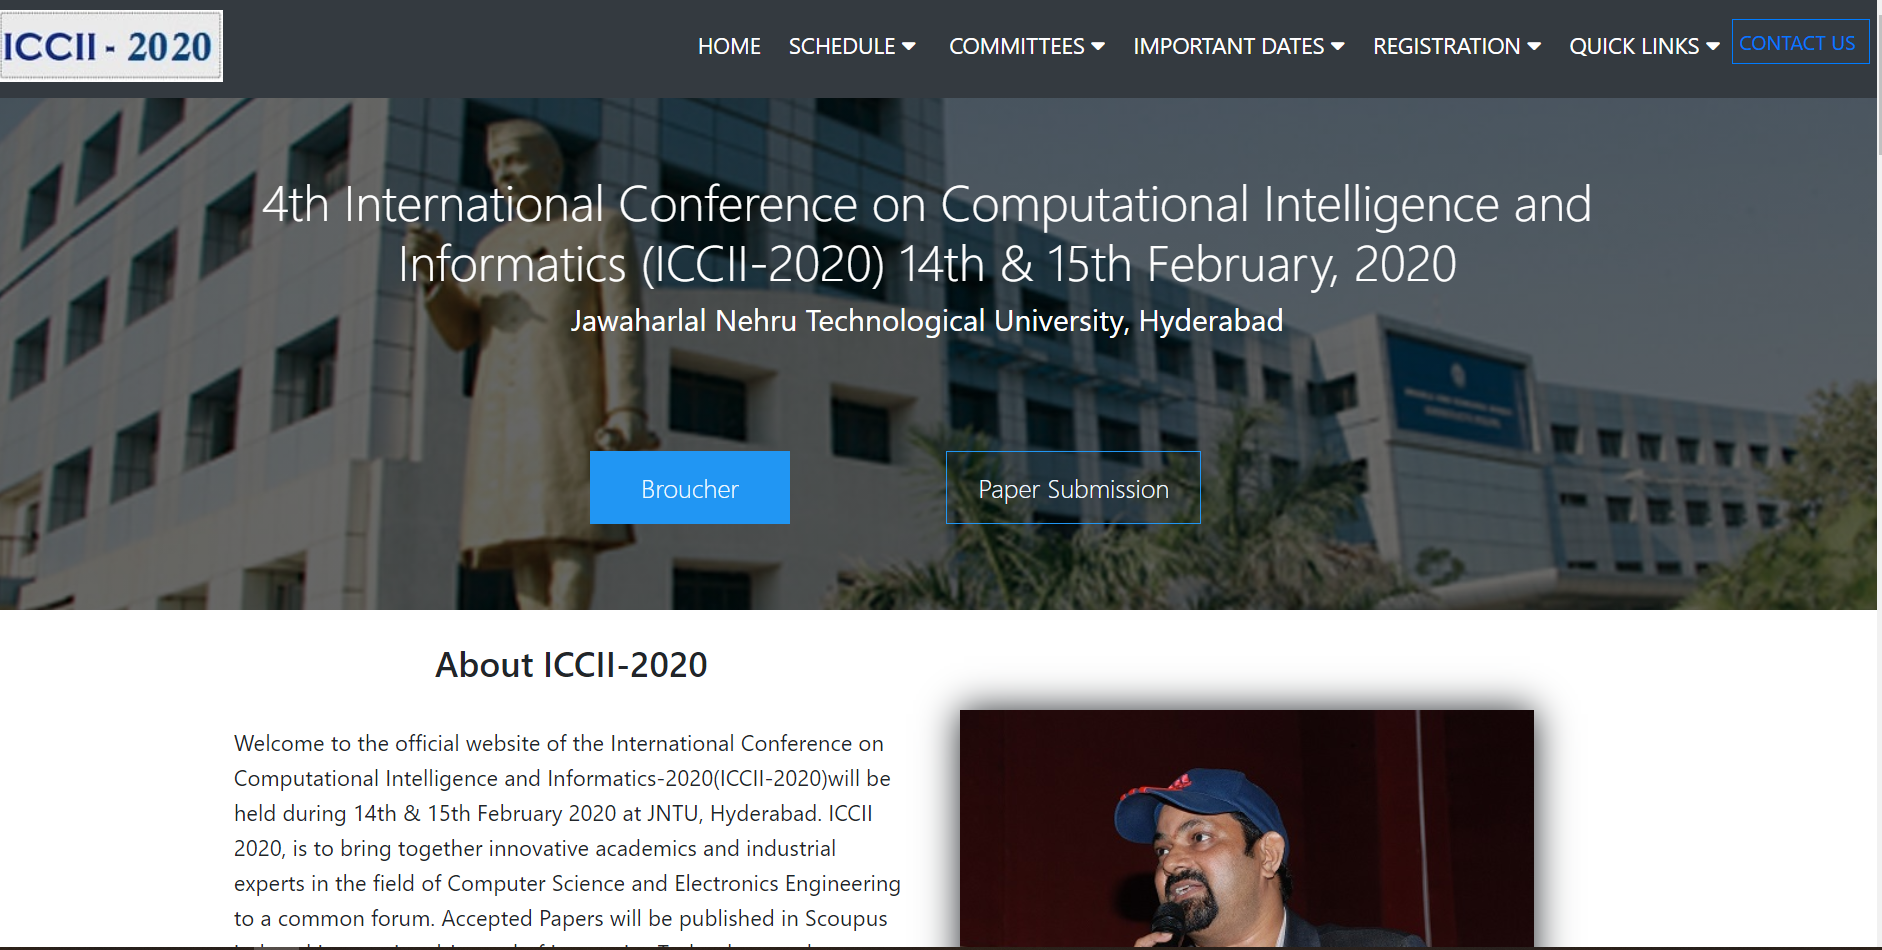 ICCII - 2020
HOME SCHEDULE COMMITTEES IMPORTANT DATES REGISTRATION QUICK LINKS CONTACT US
4th International Conference on Computational Intelligence and
Informatics (ICCII-2020) 14th & 15th February, 2020
Jawaharlal Nehru Technological University, Hyderabad
Broucher
Paper Submission
About ICCII-2020
Welcome to the official website of the International Conference on
Computational Intelligence and Informatics-2020(ICCII-2020)will be
held during 14th & 15th February 2020 at JNTU, Hyderabad. ICCII
2020, is to bring together innovative academics and industrial
experts in the field of Computer Science and Electronics Engineering
to a common forum. Accepted Papers will be published in Scoupus